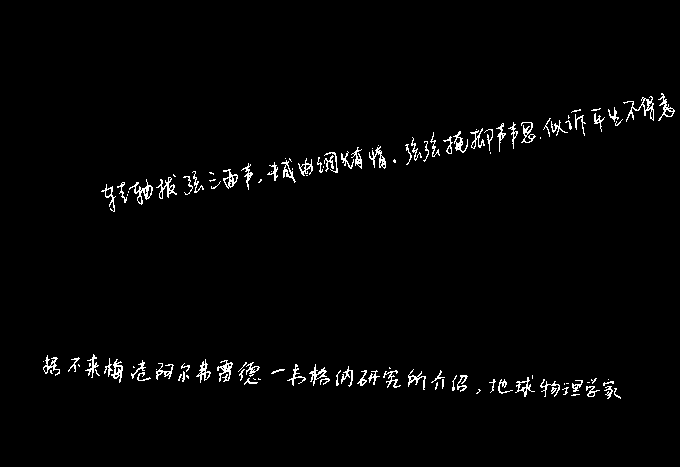 转轴拨弦三两声,未成曲调先有情。弦弦掩抑声声思,似诉平生不得意
据不来梅港阿尔弗雷德一韦格纳研究所介绍,地球物理学家